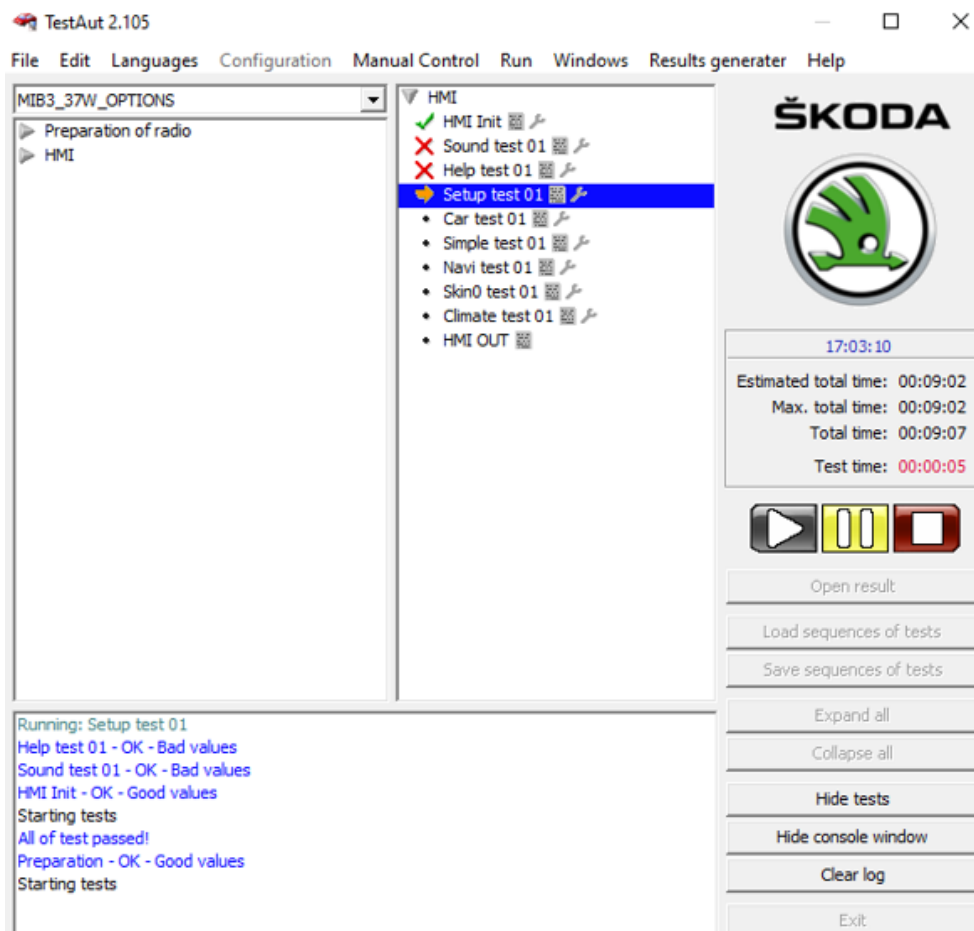 TestAut 2.105
File Edit Languages Configuration Manual Control Run Windows Results generater Help
MIB3_37W_OPTIONS
Preparation of radio
HMI
HMI
HMI Init
Sound test 01
Help test 01
Setup test 01
Car test 01
Simple test 01
Navi test 01
Skin0 test 01
Climate test 01
HMI OUT
ŠKODA
17:03:10
Estimated total time: 00:09:02
Max. total time: 00:09:02
Total time: 00:09:07
Test time: 00:00:05
Open result
Load sequences of tests
Save sequences of tests
Expand all
Collapse all
Hide tests
Hide console window
Clear log
Exit
Running: Setup test 01
Help test 01 - OK - Bad values
Sound test 01 - OK - Bad values
HMI Init - OK - Good values
Starting tests
All of test passed!
Preparation - OK - Good values
Starting tests